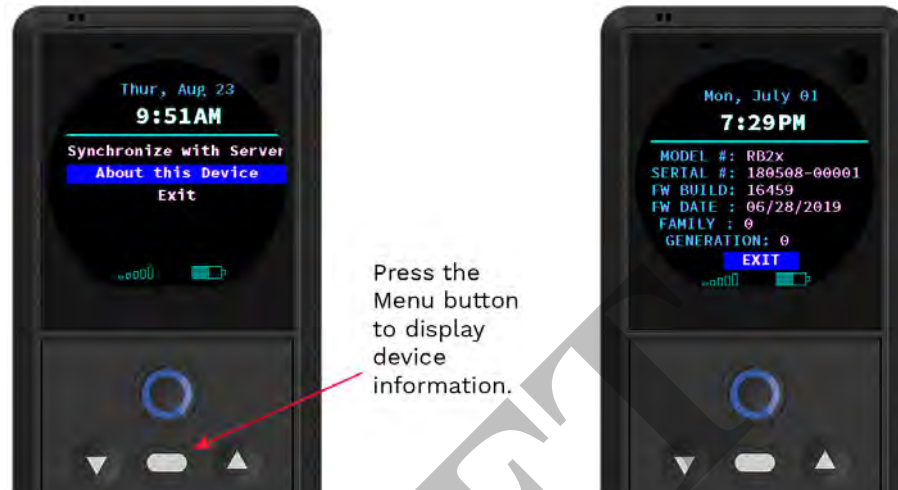 Thur, Aug 23
9:51AM
Synchronize with Server
About this Device
Exit
Press the
Menu button
to display
device
information.
Mon, July 01
7:29PM
MODEL #: RB2x
SERIAL #: 180508-00001
FW BUILD: 16459
FW DATE : 06/28/2019
FAMILY : 0
GENERATION: 0
EXIT